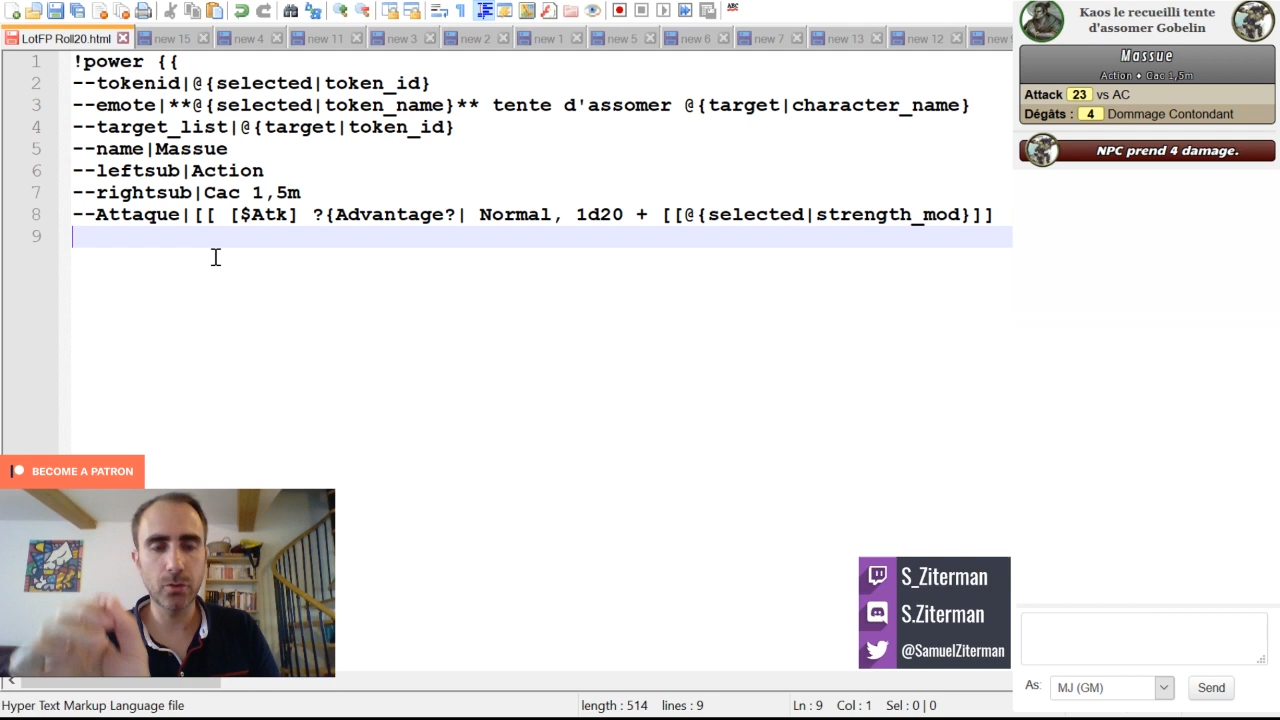 LotFP Roll20.html
new 15
new 4
new 11
new 3
new 2
new 1
new 5
new 6
new 7
new 13
new 12
1 !power {{
2 --tokenid|@{selected|token_id}
3 --emote|**@{selected|token_name}** tente d'assomer @{target|character_name}
4 --target_list|@{target|token_id}
5 --name|Massue
6 --leftsub|Action
7 --rightsub|Cac 1,5m
8 --Attaque|[[ [$Atk] ?{Advantage?| Normal, 1d20 + [[@{selected|strength_mod}]]
9
BECOME A PATRON
S_Ziterman
S.Ziterman
@SamuelZiterman
Hyper Text Markup Language file
length : 514 lines : 9
Ln : 9 Col : 1 Sel : 0 | 0
Kaos le recueilli tente
d'assomer Gobelin
Massue
Action ♦ Cac 1,5m
Attack 23 vs AC
Dégâts : 4 Dommage Contondant
NPC prend 4 damage.
As: MJ (GM)
Send